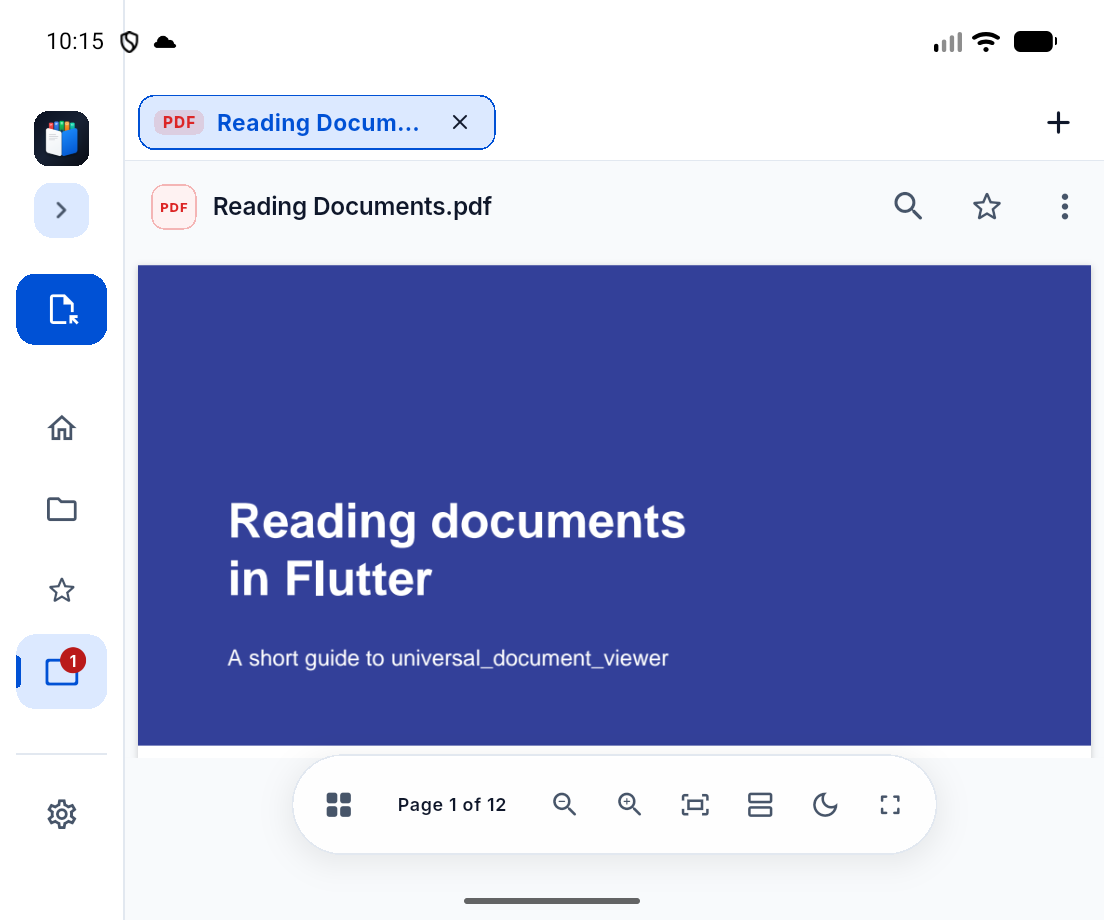 10:15
PDF Reading Docum...
PDF Reading Documents.pdf
Reading documents
in Flutter
A short guide to universal_document_viewer
1
Page 1 of 12